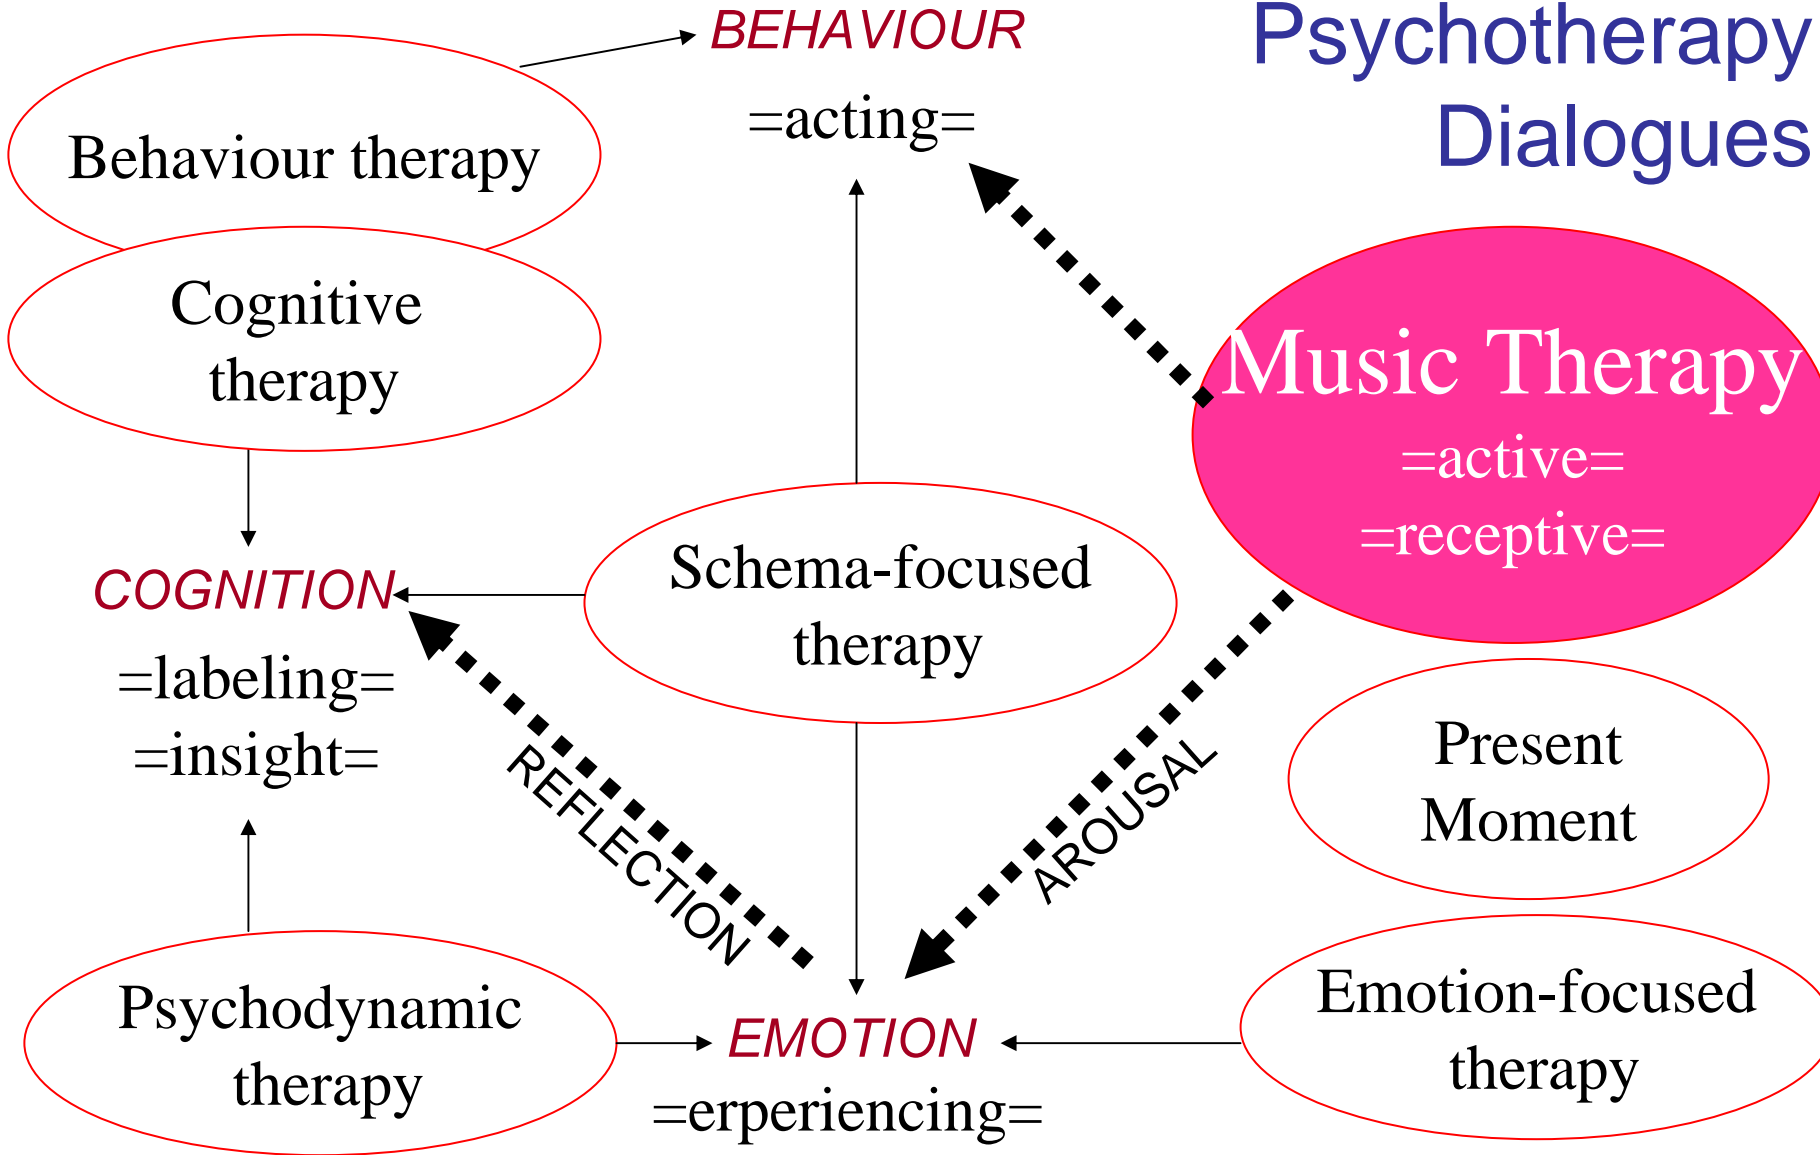 Psychotherapy
Dialogues
BEHAVIOUR
=acting=
Behaviour therapy
Cognitive
therapy
Music Therapy
=active=
=receptive=
COGNITION
=labeling=
=insight=
Schema-focused
therapy
REFLECTION
AROUSAL
Present
Moment
Psychodynamic
therapy
EMOTION
=erperiencing=
Emotion-focused
therapy